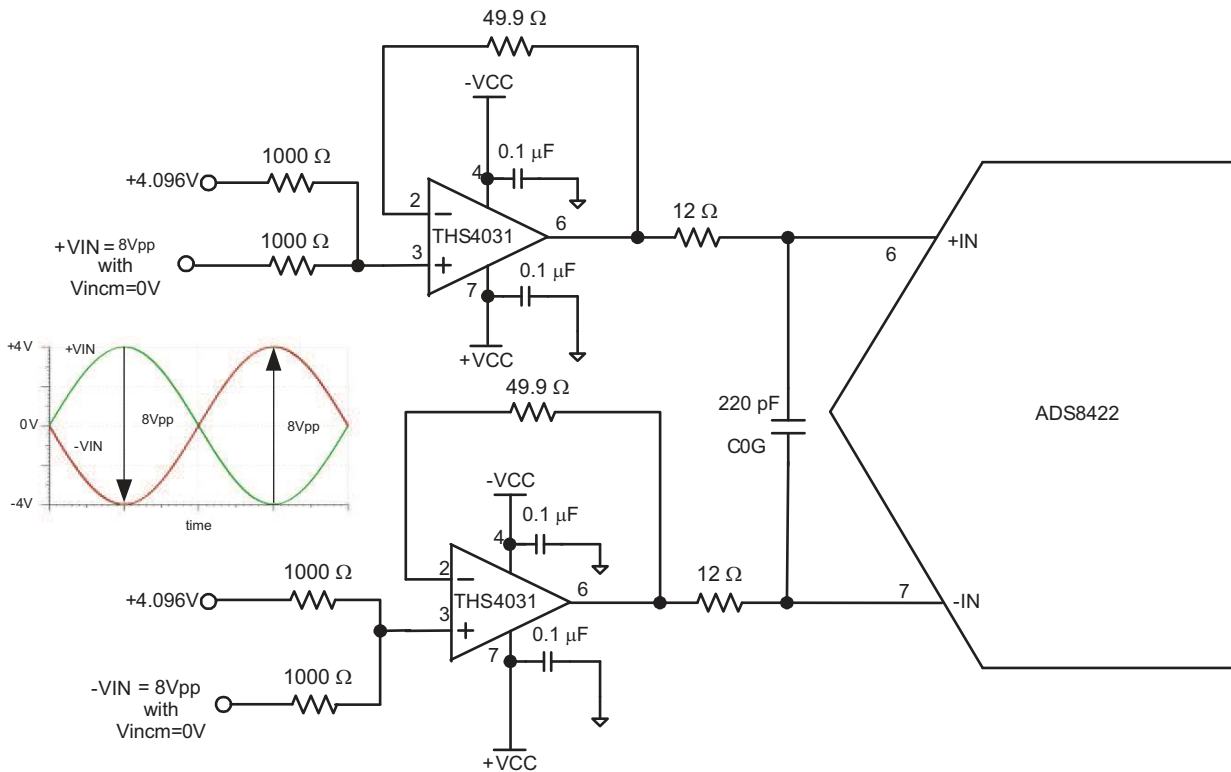 49.9 Ω
-VCC
0.1 µF
1000 Ω
+4.096V
4
2
6
THS4031
12 Ω
1000 Ω
+VIN = 8Vpp
with
Vincm=0V
3
0.1 µF
7
+VCC
6
+IN
+4V
+VIN
8Vpp
8Vpp
0V
-VIN
-4V
time
49.9 Ω
220 pF
C0G
ADS8422
-VCC
0.1 µF
4
1000 Ω
+4.096V
2
6
THS4031
12 Ω
7
-IN
3
0.1 µF
7
1000 Ω
-VIN = 8Vpp
with
Vincm=0V
+VCC